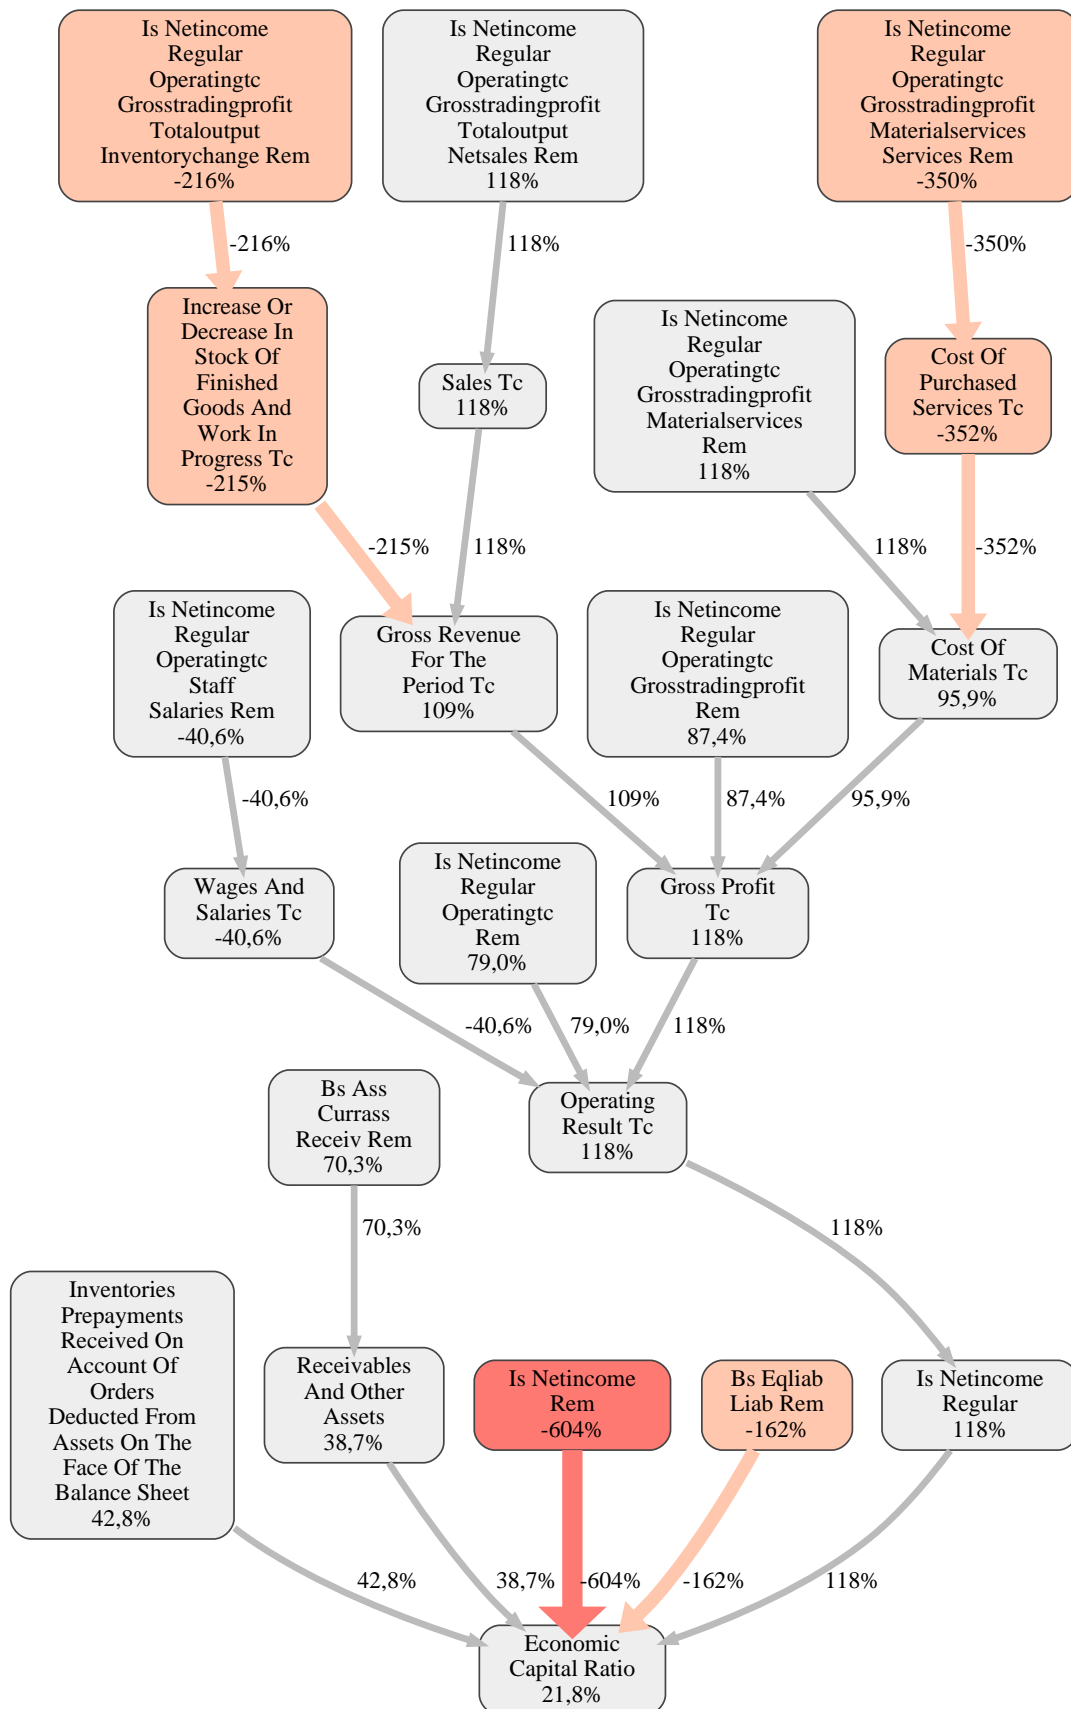 Is Netincome
Regular
Operatingtc
Grosstradingprofit
Totaloutput
Inventorychange Rem
-216%
Is Netincome
Regular
Operatingtc
Grosstradingprofit
Totaloutput
Netsales Rem
118%
Is Netincome
Regular
Operatingtc
Grosstradingprofit
Materialservices
Services Rem
-350%
-216%
118%
-350%
Increase Or
Decrease In
Stock Of
Finished
Goods And
Work In
Progress Tc
-215%
Sales Tc
118%
Is Netincome
Regular
Operatingtc
Grosstradingprofit
Materialservices
Rem
118%
Cost Of
Purchased
Services Tc
-352%
-215%
118%
118%
-352%
Is Netincome
Regular
Operatingtc
Staff
Salaries Rem
-40,6%
Gross Revenue
For The
Period Tc
109%
Is Netincome
Regular
Operatingtc
Grosstradingprofit
Rem
87,4%
Cost Of
Materials Tc
95,9%
-40,6%
109%
87,4%
95,9%
Wages And
Salaries Tc
-40,6%
Is Netincome
Regular
Operatingtc
Rem
79,0%
Gross Profit
Tc
118%
-40,6%
79,0%
118%
Bs Ass
Currass
Receiv Rem
70,3%
Operating
Result Tc
118%
70,3%
118%
Inventories
Prepayments
Received On
Account Of
Orders
Deducted From
Assets On The
Face Of The
Balance Sheet
42,8%
Receivables
And Other
Assets
38,7%
Is Netincome
Rem
-604%
Bs Eqliab
Liab Rem
-162%
Is Netincome
Regular
118%
42,8%
38,7%
-604%
-162%
118%
Economic
Capital Ratio
21,8%